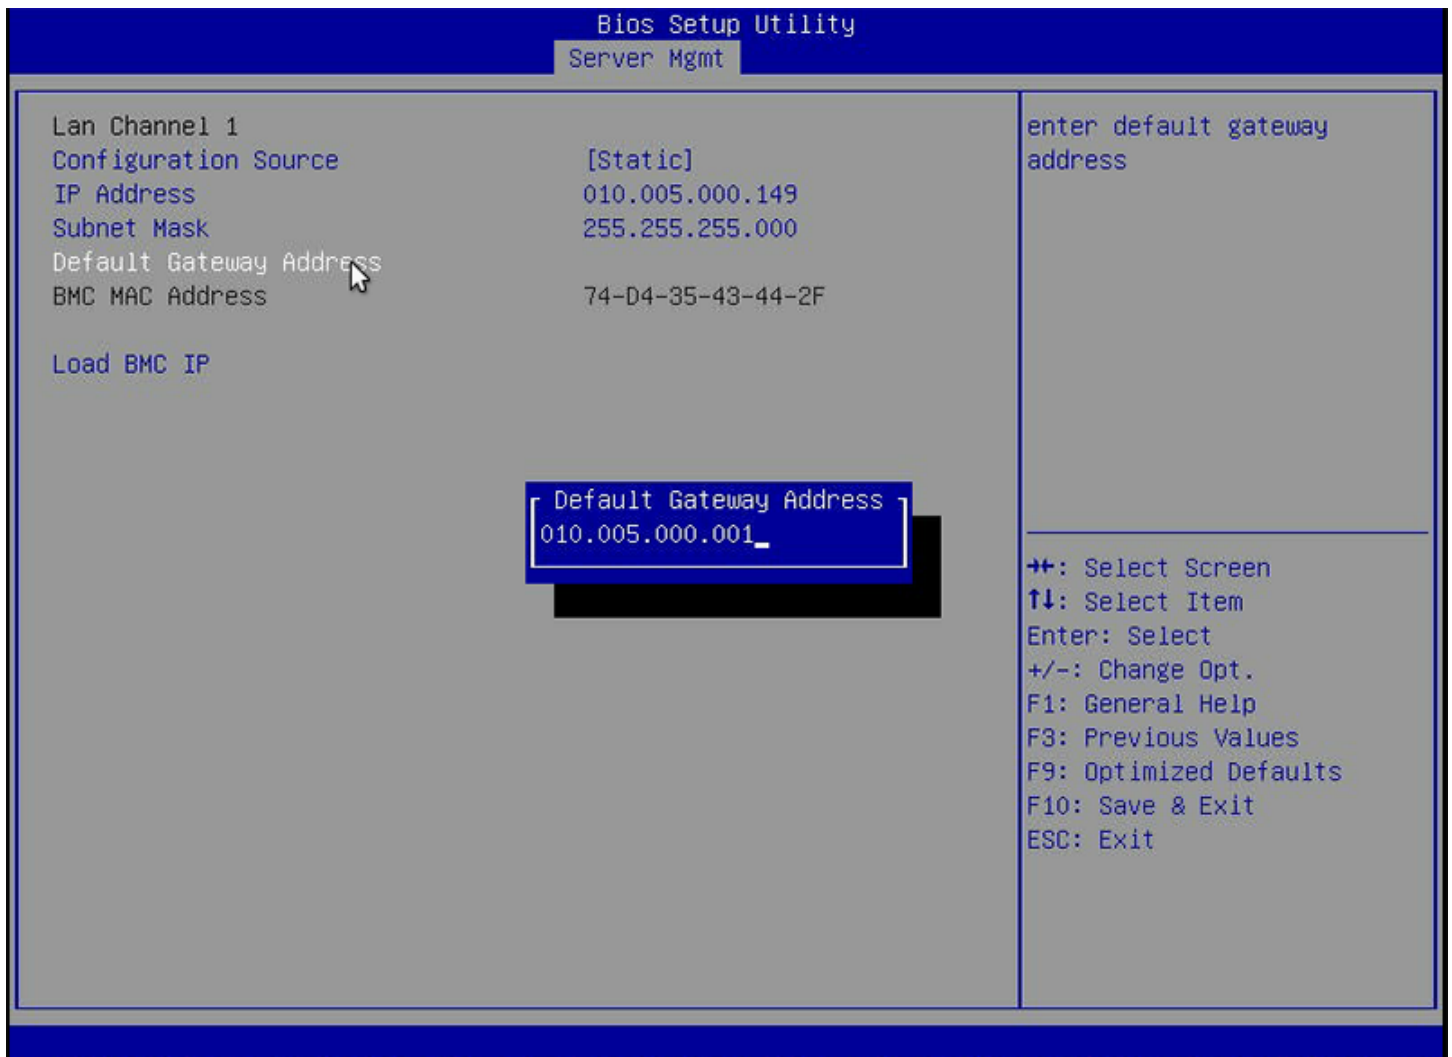 Bios Setup Utility
Server Mgmt
Lan Channel 1
Configuration Source [Static]
IP Address 010.005.000.149
Subnet Mask 255.255.255.000
Default Gateway Address
BMC MAC Address 74-D4-35-43-44-2F
Load BMC IP
Default Gateway Address
010.005.000.001_
enter default gateway
address
→←: Select Screen
↑↓: Select Item
Enter: Select
+/-: Change Opt.
F1: General Help
F3: Previous Values
F9: Optimized Defaults
F10: Save & Exit
ESC: Exit